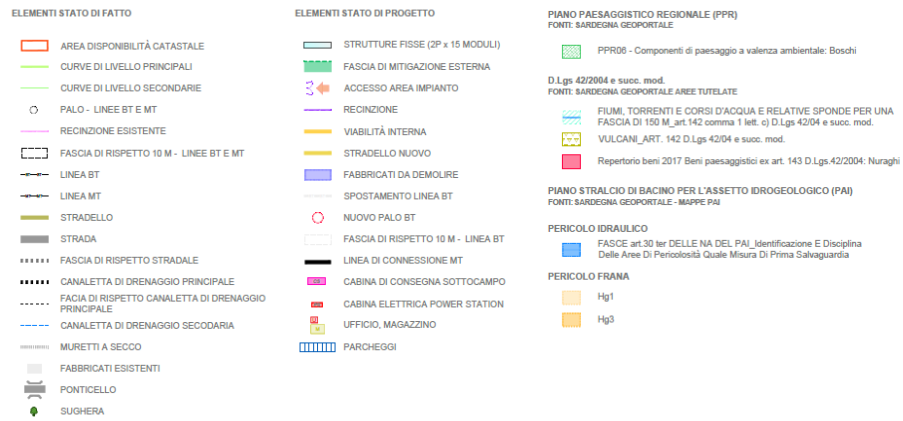 ELEMENTI STATO DI FATTO
AREA DISPONIBILITÀ CATASTALE
CURVE DI LIVELLO PRINCIPALI
CURVE DI LIVELLO SECONDARIE
PALO - LINEE BT E MT
RECINZIONE ESISTENTE
FASCIA DI RISPETTO 10 M - LINEE BT E MT
LINEA BT
LINEA MT
STRADELLO
STRADA
FASCIA DI RISPETTO STRADALE
CANALETTA DI DRENAGGIO PRINCIPALE
FACIA DI RISPETTO CANALETTA DI DRENAGGIO
PRINCIPALE
CANALETTA DI DRENAGGIO SECODARIA
MURETTI A SECCO
FABBRICATI ESISTENTI
PONTICELLO
SUGHERA
ELEMENTI STATO DI PROGETTO
STRUTTURE FISSE (2P x 15 MODULI)
FASCIA DI MITIGAZIONE ESTERNA
ACCESSO AREA IMPIANTO
RECINZIONE
VIABILITÀ INTERNA
STRADELLO NUOVO
FABBRICATI DA DEMOLIRE
SPOSTAMENTO LINEA BT
NUOVO PALO BT
FASCIA DI RISPETTO 10 M - LINEA BT
LINEA DI CONNESSIONE MT
CABINA DI CONSEGNA SOTTOCAMPO
CABINA ELETTRICA POWER STATION
UFFICIO, MAGAZZINO
PARCHEGGI
PIANO PAESAGGISTICO REGIONALE (PPR)
FONTI: SARDEGNA GEOPORTALE
PPR06 - Componenti di paesaggio a valenza ambientale: Boschi
D.Lgs 42/2004 e succ. mod.
FONTI: SARDEGNA GEOPORTALE AREE TUTELATE
FIUMI, TORRENTI E CORSI D'ACQUA E RELATIVE SPONDE PER UNA
FASCIA DI 150 M_art.142 comma 1 lett. c) D.Lgs 42/04 e succ. mod.
VULCANI_ART. 142 D.Lgs 42/04 e succ. mod.
Repertorio beni 2017 Beni paesaggistici ex art. 143 D.Lgs.42/2004: Nuraghi
PIANO STRALCIO DI BACINO PER L'ASSETTO IDROGEOLOGICO (PAI)
FONTI: SARDEGNA GEOPORTALE - MAPPE PAI
PERICOLO IDRAULICO
FASCE art.30 ter DELLE NA DEL PAI_Identificazione E Disciplina
Delle Aree Di Pericolosità Quale Misura Di Prima Salvaguardia
PERICOLO FRANA
Hg1
Hg3